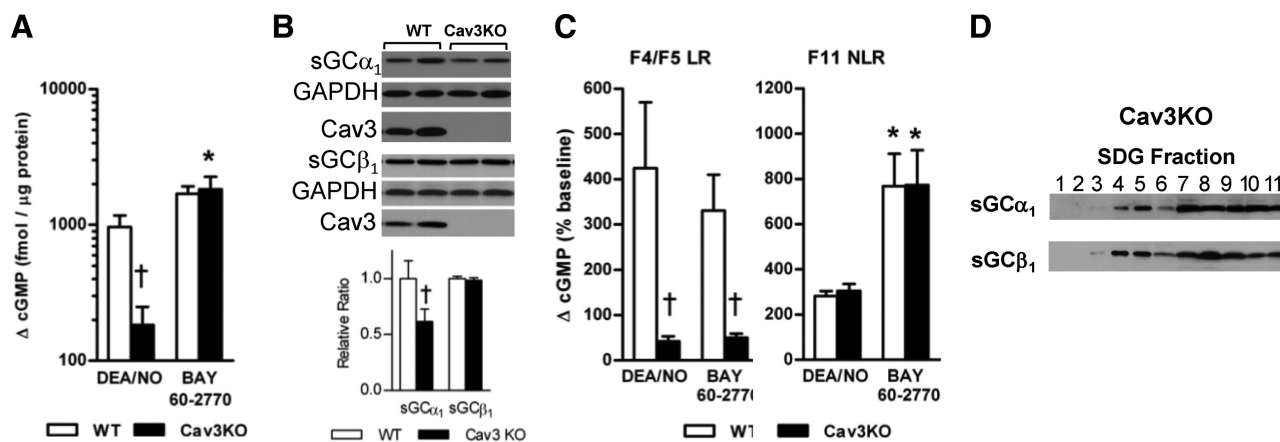 A
Δ cGMP (fmol / µg protein)
10000
1000
100
†
*
DEA/NO
BAY
60-2770
WT
Cav3KO
B
WT
Cav3KO
sGCα1
GAPDH
Cav3
sGCβ1
GAPDH
Cav3
Relative Ratio
1.0
0.5
0.0
†
sGCα1
sGCβ1
WT
Cav3 KO
C
F4/F5 LR
F11 NLR
Δ cGMP (% baseline)
600
500
400
300
200
100
0
†
†
DEA/NO
BAY
60-2770
1200
1000
800
600
400
200
0
* *
DEA/NO
BAY
60-2770
WT
Cav3KO
D
Cav3KO
SDG Fraction
1 2 3 4 5 6 7 8 9 10 11
sGCα1
sGCβ1